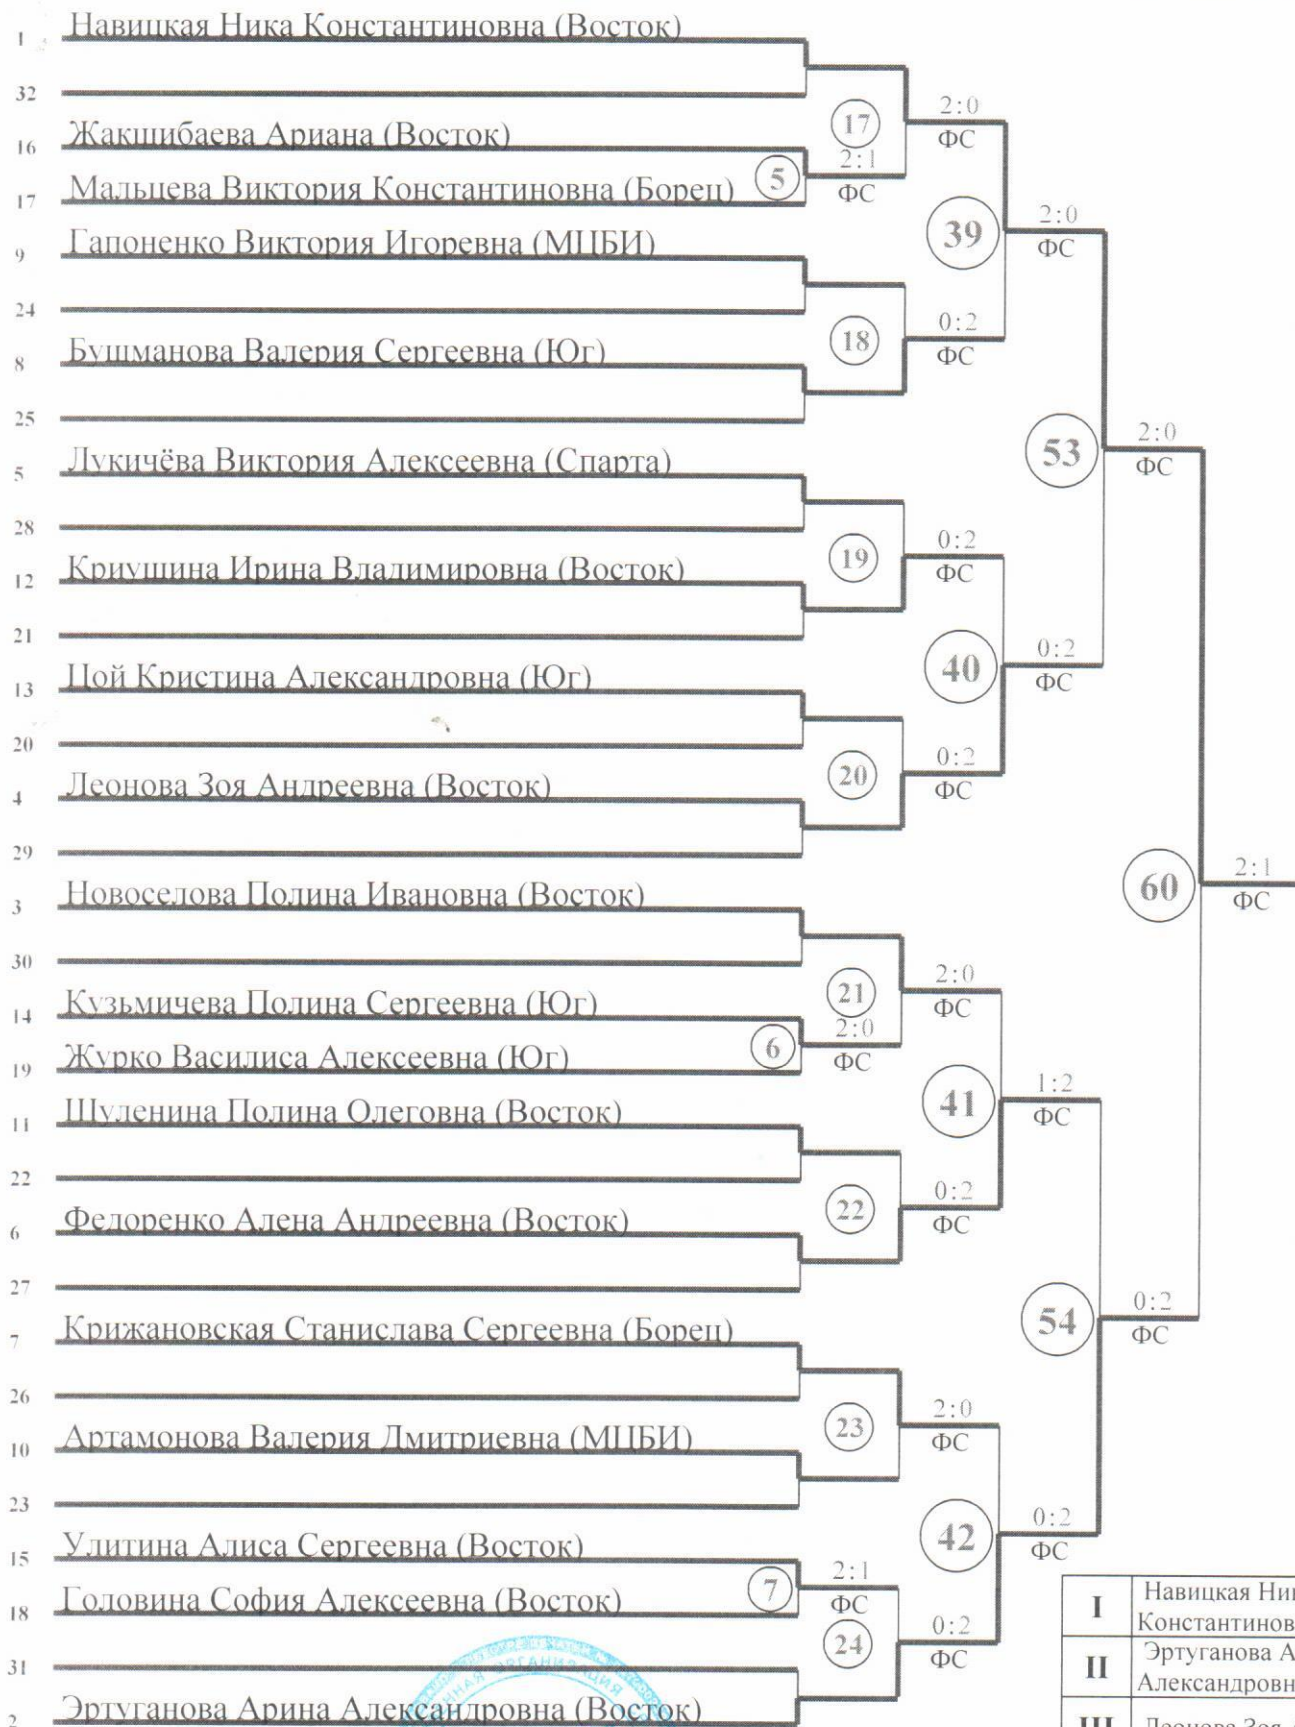 1 Навицкая Ника Константиновна (Восток)
32
16 Жакшибаева Ариана (Восток)
17 Мальцева Виктория Константиновна (Борец)
9 Гапоненко Виктория Игоревна (МЦБИ)
24
8 Бушманова Валерия Сергеевна (Юг)
25
5 Лукичёва Виктория Алексеевна (Спарта)
28
12 Криушина Ирина Владимировна (Восток)
21
13 Цой Кристина Александровна (Юг)
20
4 Леонова Зоя Андреевна (Восток)
29
3 Новоселова Полина Ивановна (Восток)
30
14 Кузьмичева Полина Сергеевна (Юг)
19 Журко Василиса Алексеевна (Юг)
11 Шуленина Полина Олеговна (Восток)
22
6 Федоренко Алена Андреевна (Восток)
27
7 Крижановская Станислава Сергеевна (Борец)
26
10 Артамонова Валерия Дмитриевна (МЦБИ)
23
15 Улитина Алиса Сергеевна (Восток)
18 Головина София Алексеевна (Восток)
31
2 Эртуганова Арина Александровна (Восток)
5
2:1
ФС
6
2:0
ФС
7
2:1
ФС
17
2:0
ФС
18
0:2
ФС
19
0:2
ФС
20
0:2
ФС
21
2:0
ФС
22
0:2
ФС
23
2:0
ФС
24
0:2
ФС
39
2:0
ФС
40
0:2
ФС
41
1:2
ФС
42
0:2
ФС
53
2:0
ФС
54
0:2
ФС
60
2:1
ФС
I
Навицкая
II
Эртуганова
III
Леонова Зоя
ОРГАНИЗАЦИЯ